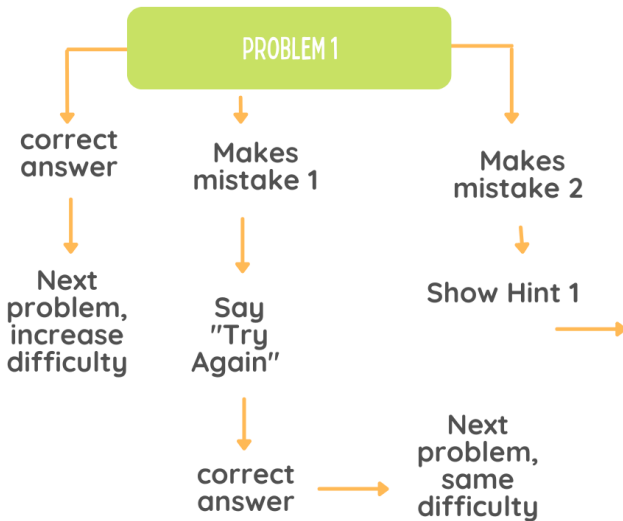 PROBLEM 1
correct
answer
Next
problem,
increase
difficulty
Makes
mistake 1
Say
"Try
Again"
correct
answer
Next
problem,
same
difficulty
Makes
mistake 2
Show Hint 1